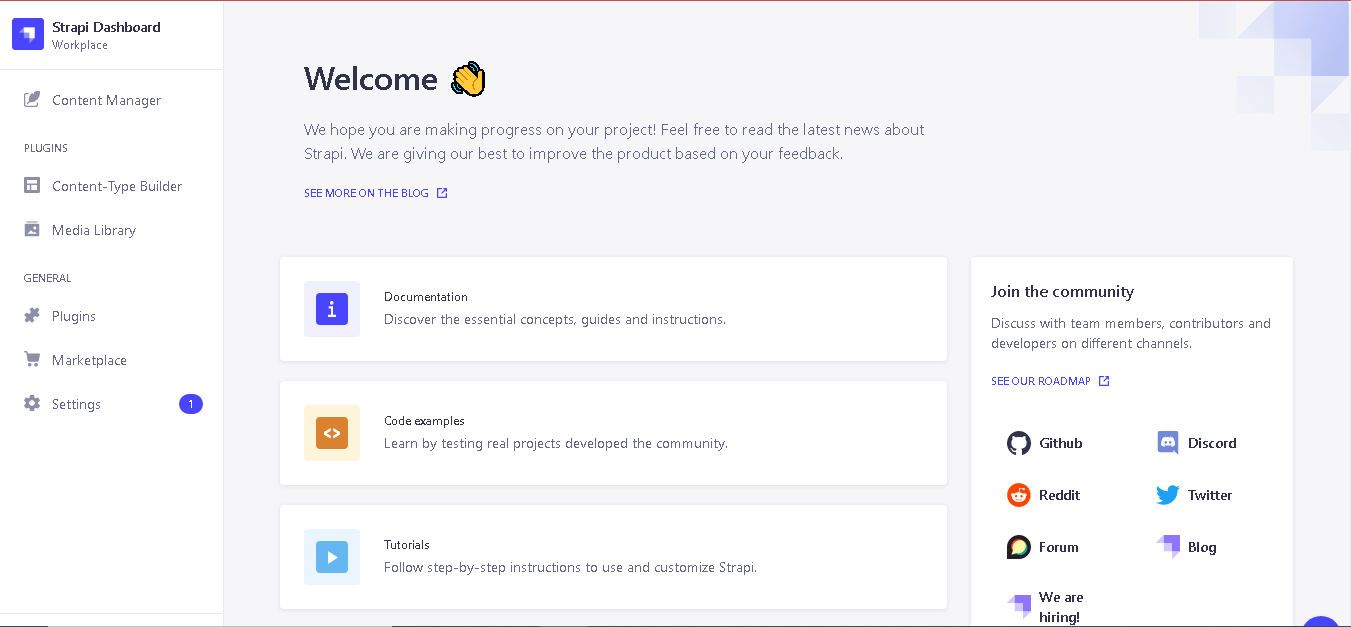 Strapi Dashboard
Workplace
Content Manager
PLUGINS
Content-Type Builder
Media Library
GENERAL
Plugins
Marketplace
Settings
1
Welcome 👋
We hope you are making progress on your project! Feel free to read the latest news about
Strapi. We are giving our best to improve the product based on your feedback.
SEE MORE ON THE BLOG
Documentation
Discover the essential concepts, guides and instructions.
Code examples
Learn by testing real projects developed the community.
Tutorials
Follow step-by-step instructions to use and customize Strapi.
Join the community
Discuss with team members, contributors and
developers on different channels.
SEE OUR ROADMAP
Github
Discord
Reddit
Twitter
Forum
Blog
We are
hiring!